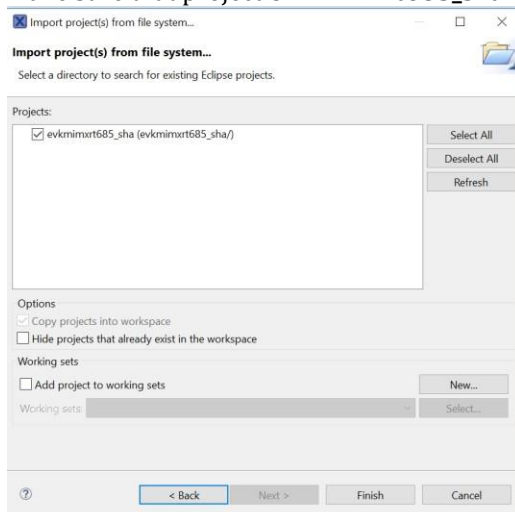 Import project(s) from file system...
Import project(s) from file system...
Select a directory to search for existing Eclipse projects.
Projects:
evkmimxrt685_sha (evkmimxrt685_sha/)
Select All
Deselect All
Refresh
Options
Copy projects into workspace
Hide projects that already exist in the workspace
Working sets
Add project to working sets
New...
Working sets:
Select...
< Back
Next >
Finish
Cancel